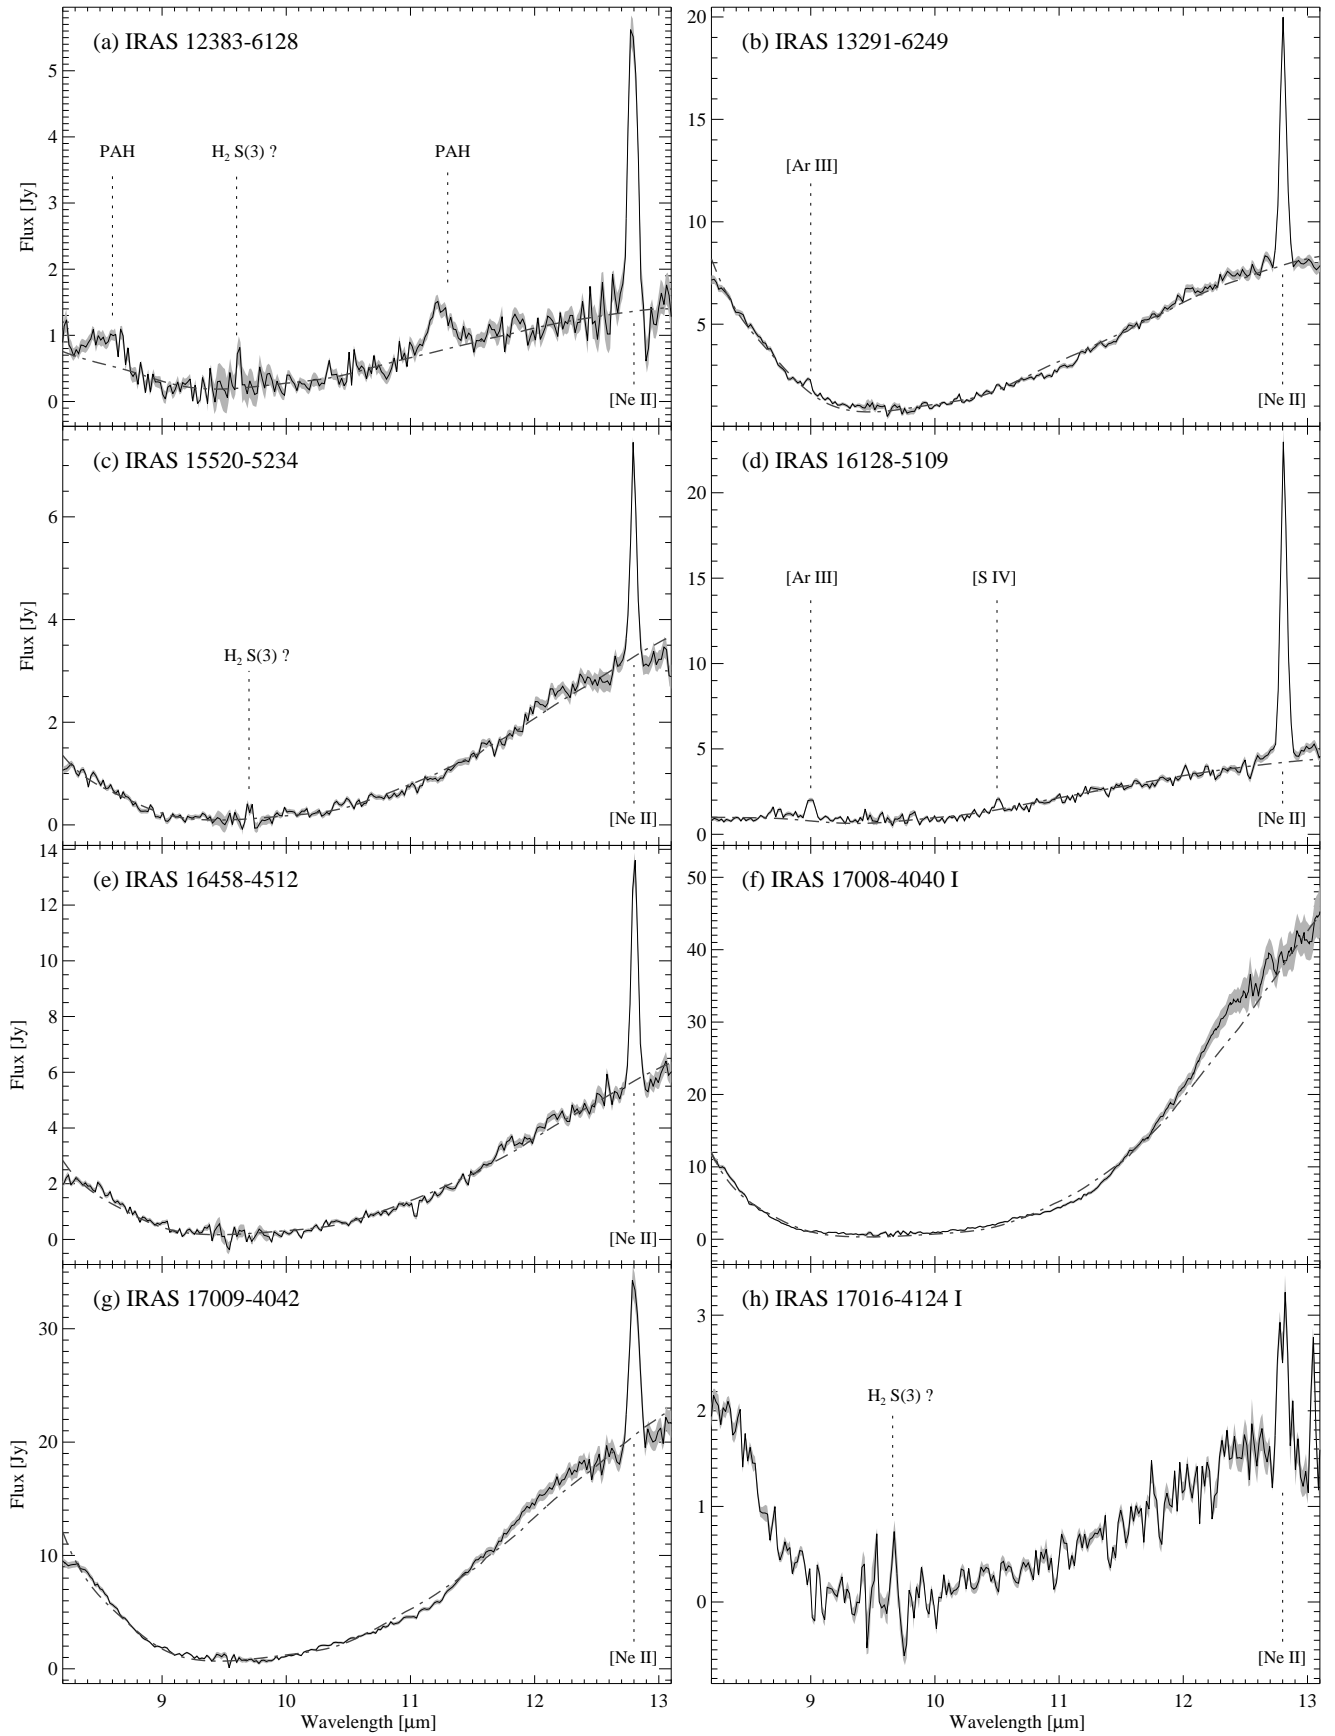 (a) IRAS 12383-6128
PAH
H₂ S(3) ?
PAH
[Ne II]
Flux [Jy]
0
1
2
3
4
5
(b) IRAS 13291-6249
[Ar III]
[Ne II]
5
10
15
20
(c) IRAS 15520-5234
H₂ S(3) ?
[Ne II]
Flux [Jy]
0
2
4
6
(d) IRAS 16128-5109
[Ar III]
[S IV]
[Ne II]
0
5
10
15
20
(e) IRAS 16458-4512
[Ne II]
Flux [Jy]
0
2
4
6
8
10
12
14
(f) IRAS 17008-4040 I
0
10
20
30
40
50
(g) IRAS 17009-4042
[Ne II]
Flux [Jy]
0
10
20
30
9
10
11
12
13
Wavelength [μm]
(h) IRAS 17016-4124 I
H₂ S(3) ?
[Ne II]
0
1
2
3
9
10
11
12
13
Wavelength [μm]